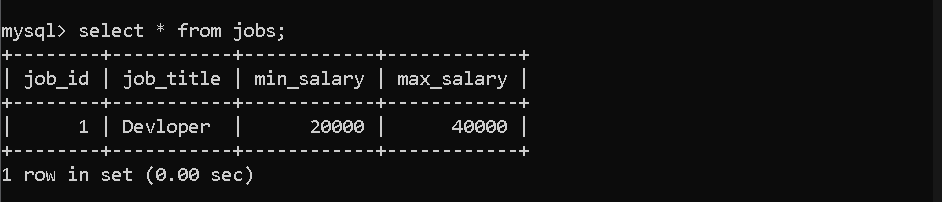 mysql> select * from jobs;
+--------+-----------+------------+------------+
| job_id | job_title | min_salary | max_salary |
+--------+-----------+------------+------------+
|      1 | Devloper  |      20000 |      40000 |
+--------+-----------+------------+------------+
1 row in set (0.00 sec)